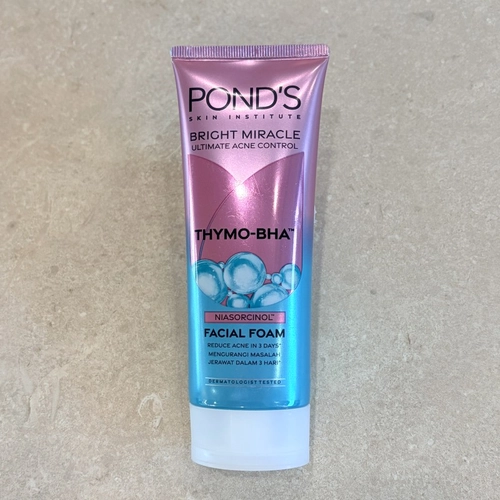 POND'S
SKIN INSTITUTE
BRIGHT MIRACLE
ULTIMATE ACNE CONTROL
THYMO-BHA™
NIASORCINOL™
FACIAL FOAM
REDUCE ACNE IN 3 DAYS*
MENGURANGI MASALAH
JERAWAT DALAM 3 HARI*
DERMATOLOGIST TESTED